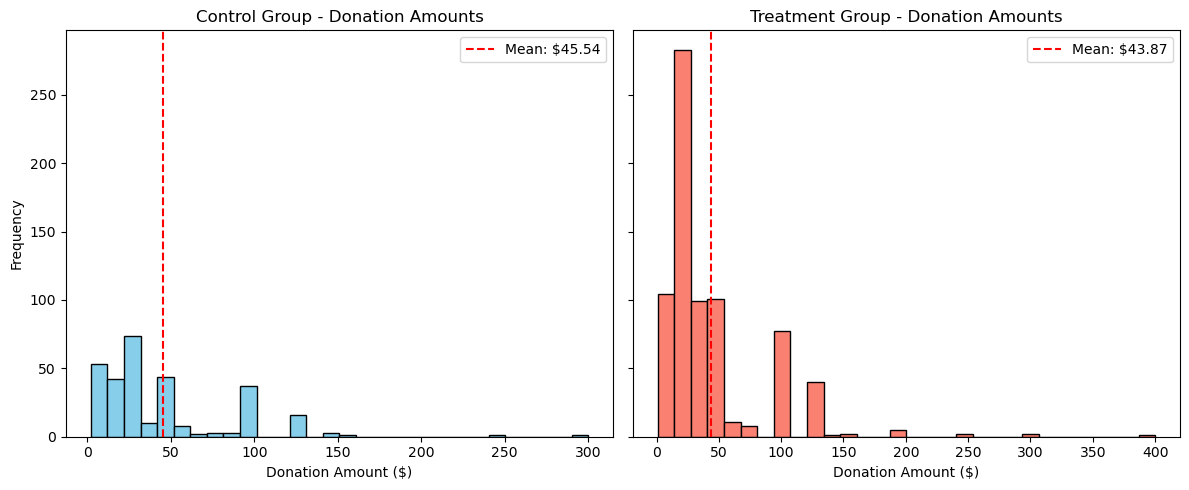 Control Group - Donation Amounts
Mean: $45.54
Frequency
250
200
150
100
50
0
0 50 100 150 200 250 300
Donation Amount ($)
Treatment Group - Donation Amounts
Mean: $43.87
0 50 100 150 200 250 300 350 400
Donation Amount ($)